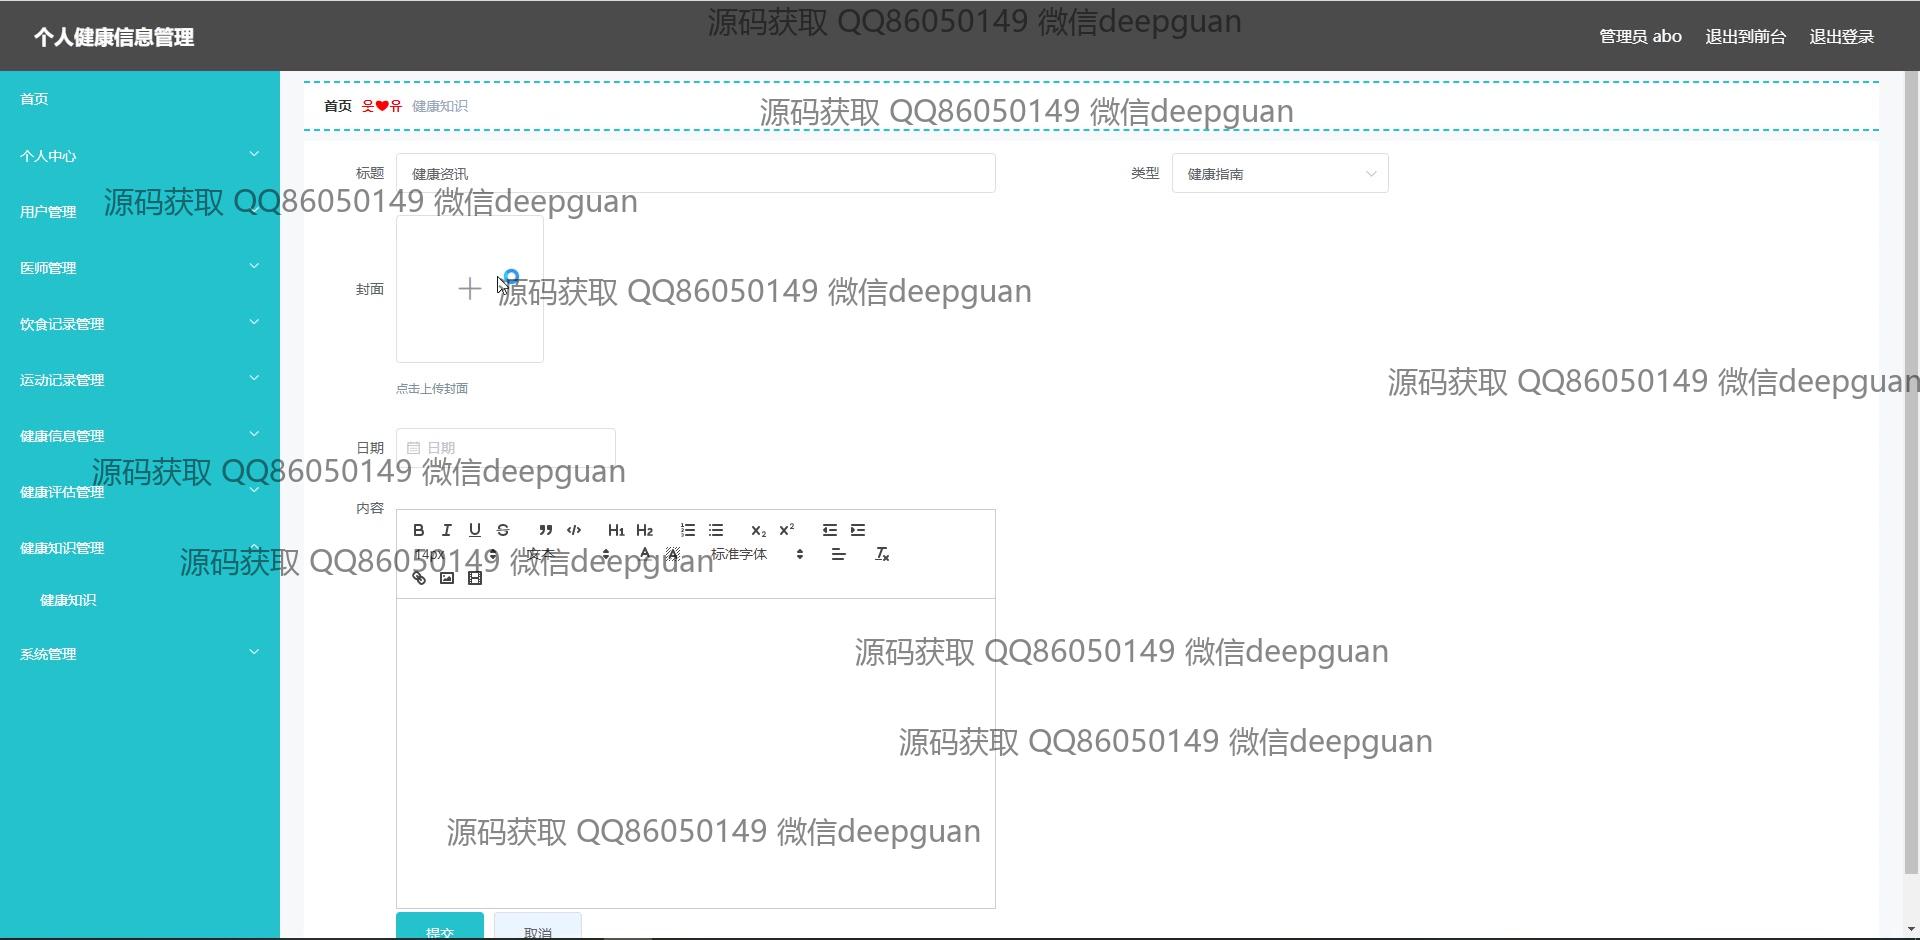 源码获取 QQ86050149 微信deepguan
个人健康信息管理
管理员 abo 退出到前台 退出登录
首页
首页 웃❤유 健康知识
源码获取 QQ86050149 微信deepguan
个人中心
标题 健康资讯 类型 健康指南
用户管理
源码获取 QQ86050149 微信deepguan
医师管理
封面
源码获取 QQ86050149 微信deepguan
饮食记录管理
运动记录管理
源码获取 QQ86050149 微信deepguan
点击上传封面
健康信息管理
日期 日期
源码获取 QQ86050149 微信deepguan
健康评估管理
内容
B I U S ” </> H1 H2 X2 X2
健康知识管理
14px 文本 A A 标准字体 Tx
源码获取 QQ86050149 微信deepguan
健康知识
系统管理
源码获取 QQ86050149 微信deepguan
源码获取 QQ86050149 微信deepguan
源码获取 QQ86050149 微信deepguan
提交 取消